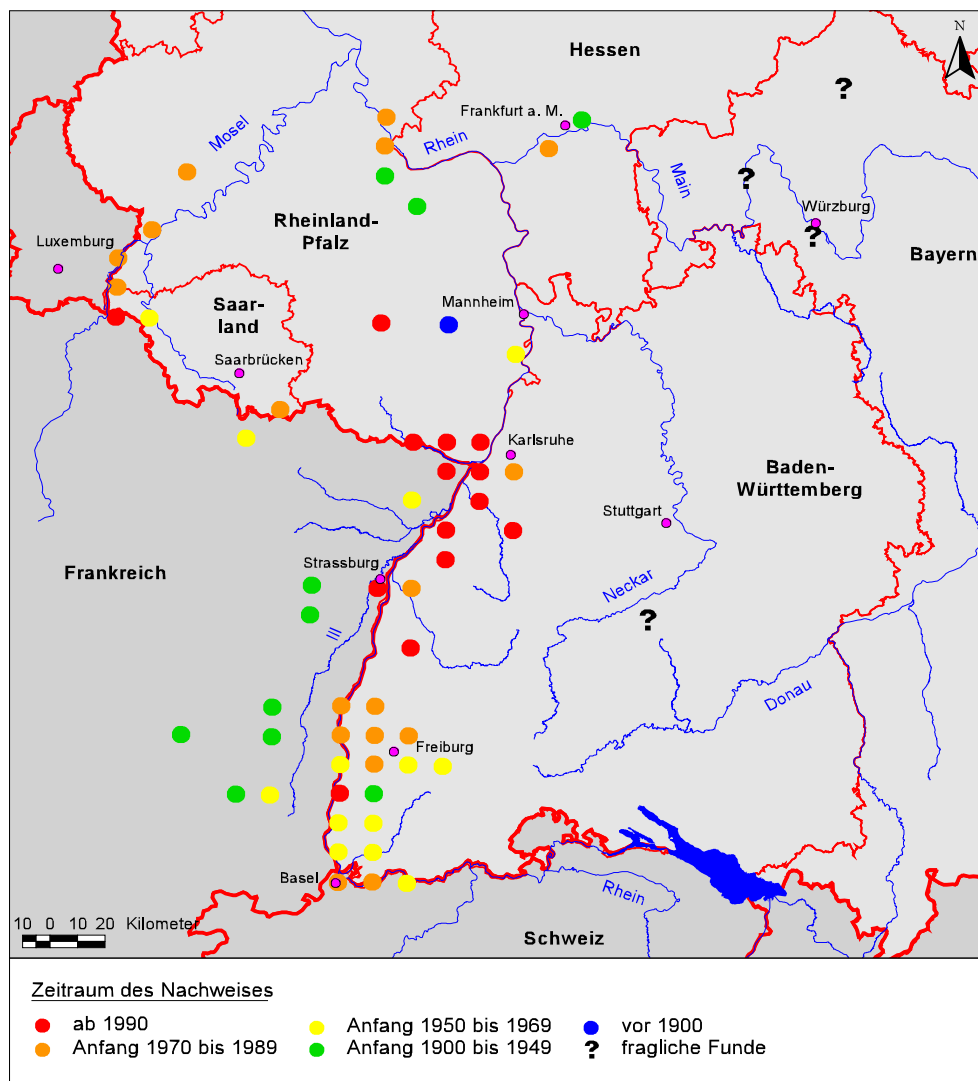 N
Hessen
?
Frankfurt a. M.
Mosel
Rhein
Main
?
Rheinland-
Pfalz
Würzburg
?
Luxemburg
Bayern
Saar-
land
Mannheim
Saarbrücken
Karlsruhe
Baden-
Württemberg
Stuttgart
Strassburg
Frankreich
Neckar
?
Ill
Donau
Freiburg
Basel
Rhein
10 0 10 20 Kilometer
Schweiz
Zeitraum des Nachweises
ab 1990
Anfang 1950 bis 1969
vor 1900
Anfang 1970 bis 1989
Anfang 1900 bis 1949
? fragliche Funde